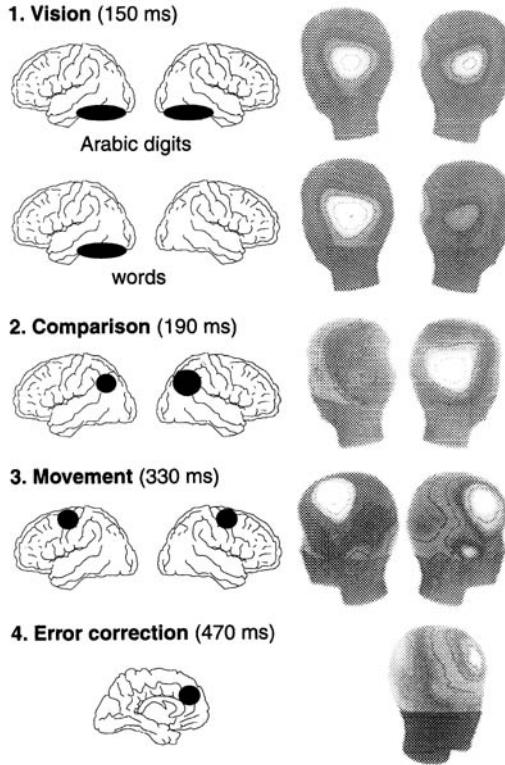 1. Vision (150 ms)
Arabic digits
words
2. Comparison (190 ms)
3. Movement (330 ms)
4. Error correction (470 ms)